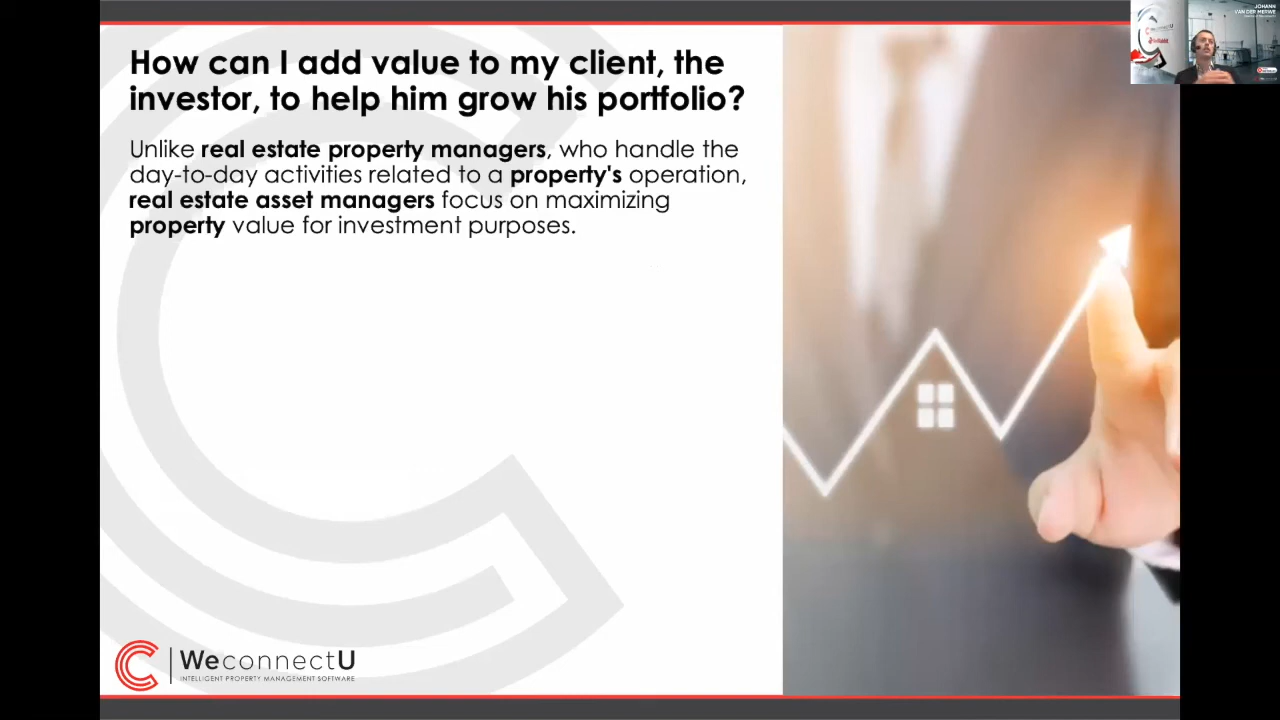 How can I add value to my client, the
investor, to help him grow his portfolio?
Unlike real estate property managers, who handle the
day-to-day activities related to a property's operation,
real estate asset managers focus on maximizing
property value for investment purposes.
WeconnectU
INTELLIGENT PROPERTY MANAGEMENT SOFTWARE
JOHANN
VAN DER MERWE